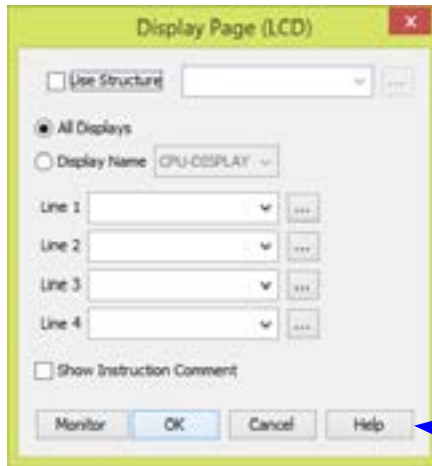 Display Page (LCD)
x
Use Structure ...
All Displays
Display Name CPU-DISPLAY
Line 1 ...
Line 2 ...
Line 3 ...
Line 4 ...
Show Instruction Comment
Monitor OK Cancel Help